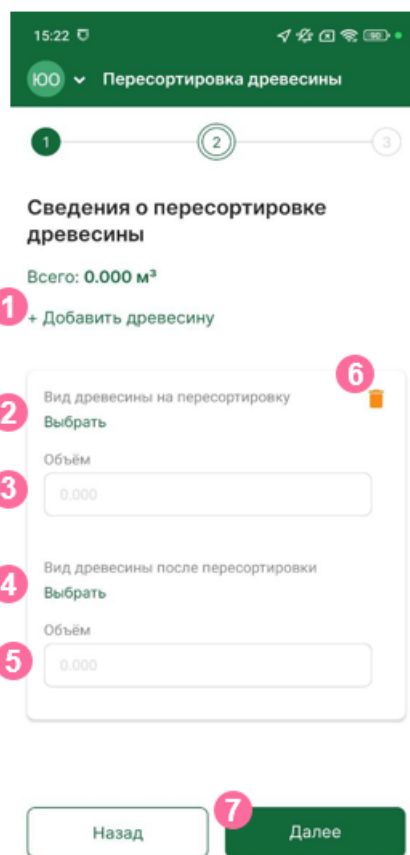 15:22
90
ЮО Пересортировка древесины
1 2 3
Сведения о пересортировке
древесины
Всего: 0.000 м³
1 + Добавить древесину
6
Вид древесины на пересортировку
2 Выбрать
Объём
3 0.000
Вид древесины после пересортировки
4 Выбрать
Объём
5 0.000
7
Назад Далее